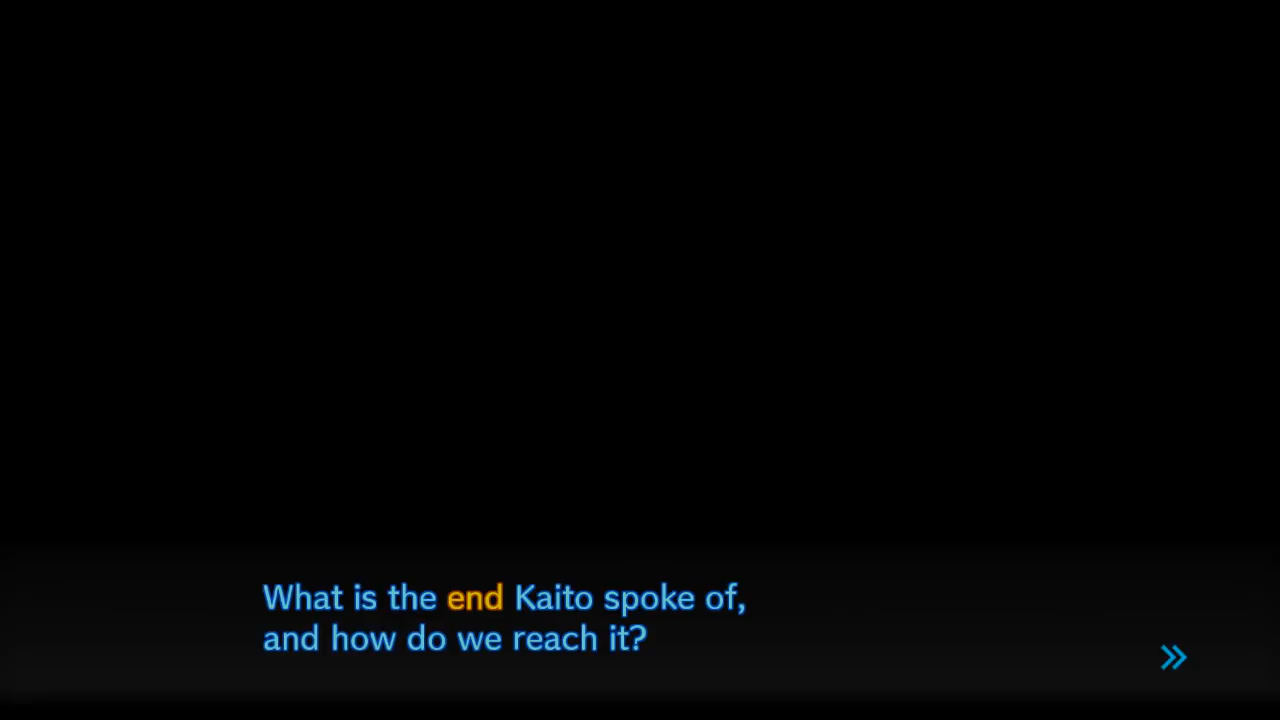 What is the end Kaito spoke of,
and how do we reach it?